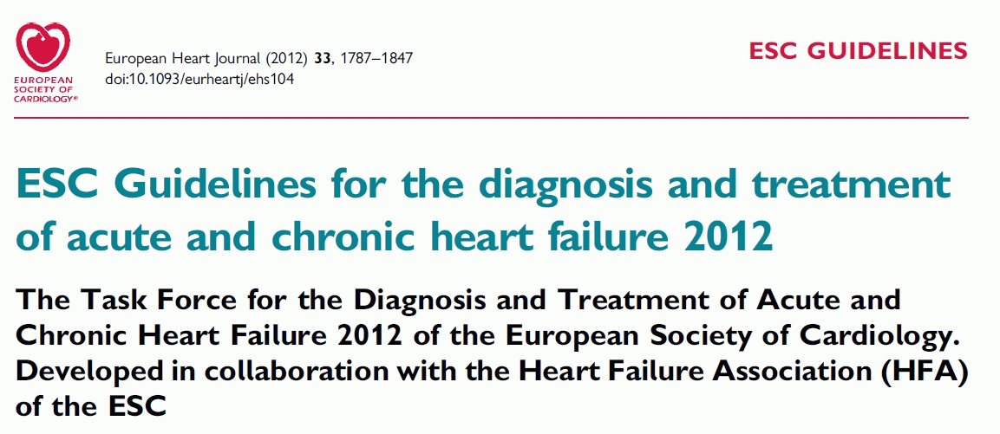 EUROPEAN
SOCIETY OF
CARDIOLOGY®
European Heart Journal (2012) 33, 1787–1847
doi:10.1093/eurheartj/ehs104
ESC GUIDELINES
ESC Guidelines for the diagnosis and treatment
of acute and chronic heart failure 2012
The Task Force for the Diagnosis and Treatment of Acute and
Chronic Heart Failure 2012 of the European Society of Cardiology.
Developed in collaboration with the Heart Failure Association (HFA)
of the ESC